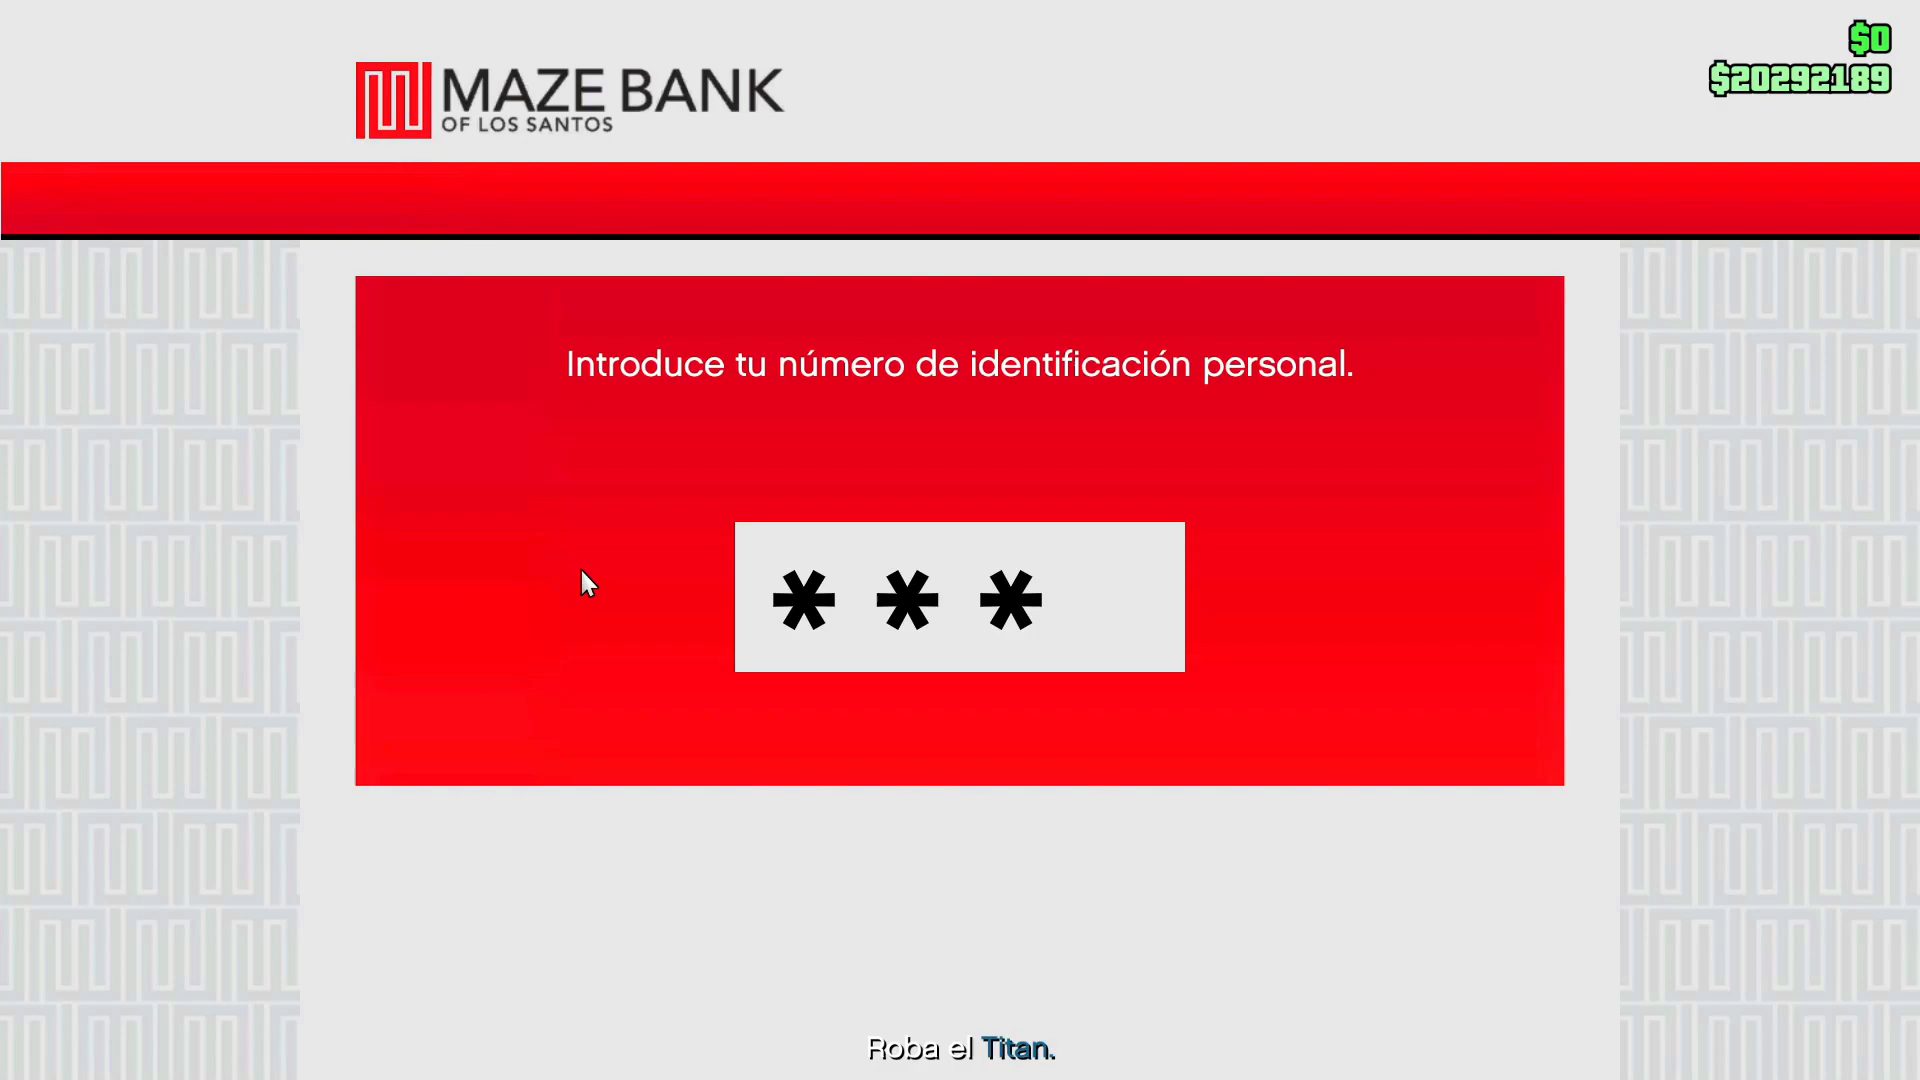 $0
$20292189
MAZE BANK
OF LOS SANTOS
Introduce tu número de identificación personal.
* * *
Roba el Titan.